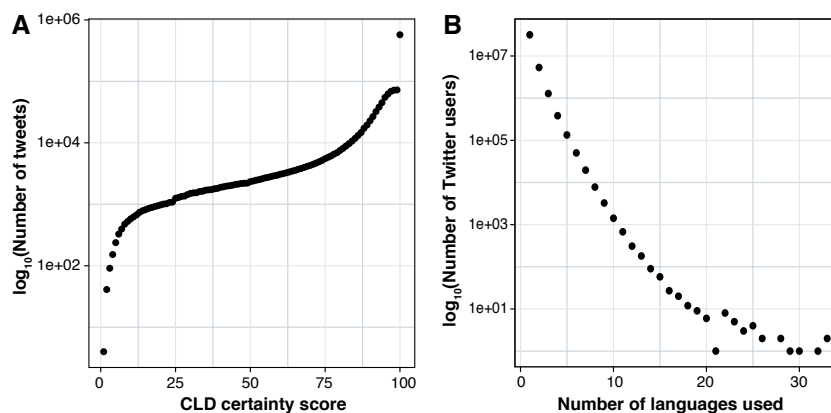 A
log10(Number of tweets)
1e+06
1e+04
1e+02
0
25
50
75
100
CLD certainty score
B
log10(Number of Twitter users)
1e+07
1e+05
1e+03
1e+01
0
10
20
30
Number of languages used